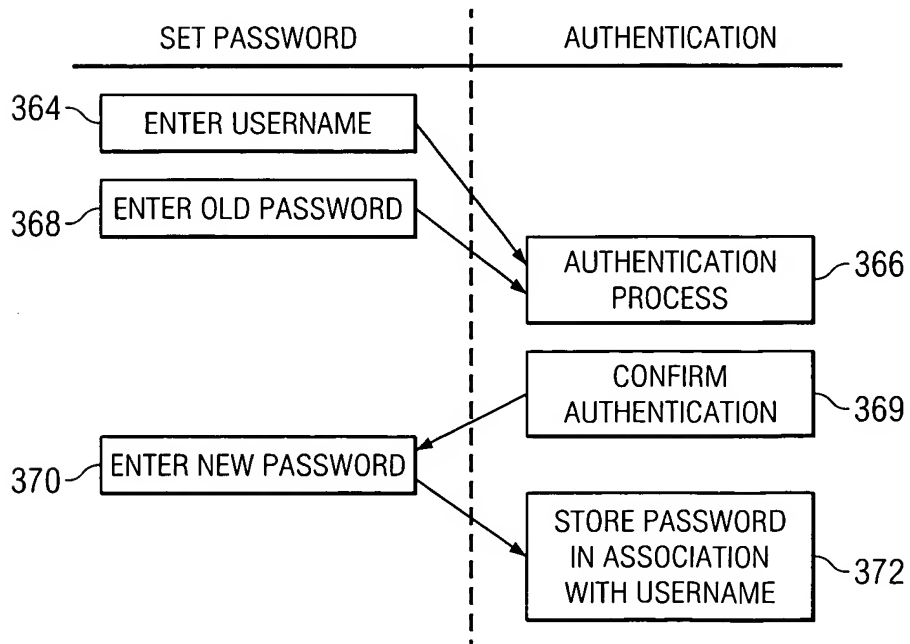 SET PASSWORD
AUTHENTICATION
364
ENTER USERNAME
368
ENTER OLD PASSWORD
AUTHENTICATION
PROCESS
366
CONFIRM
AUTHENTICATION
369
370
ENTER NEW PASSWORD
STORE PASSWORD
IN ASSOCIATION
WITH USERNAME
372